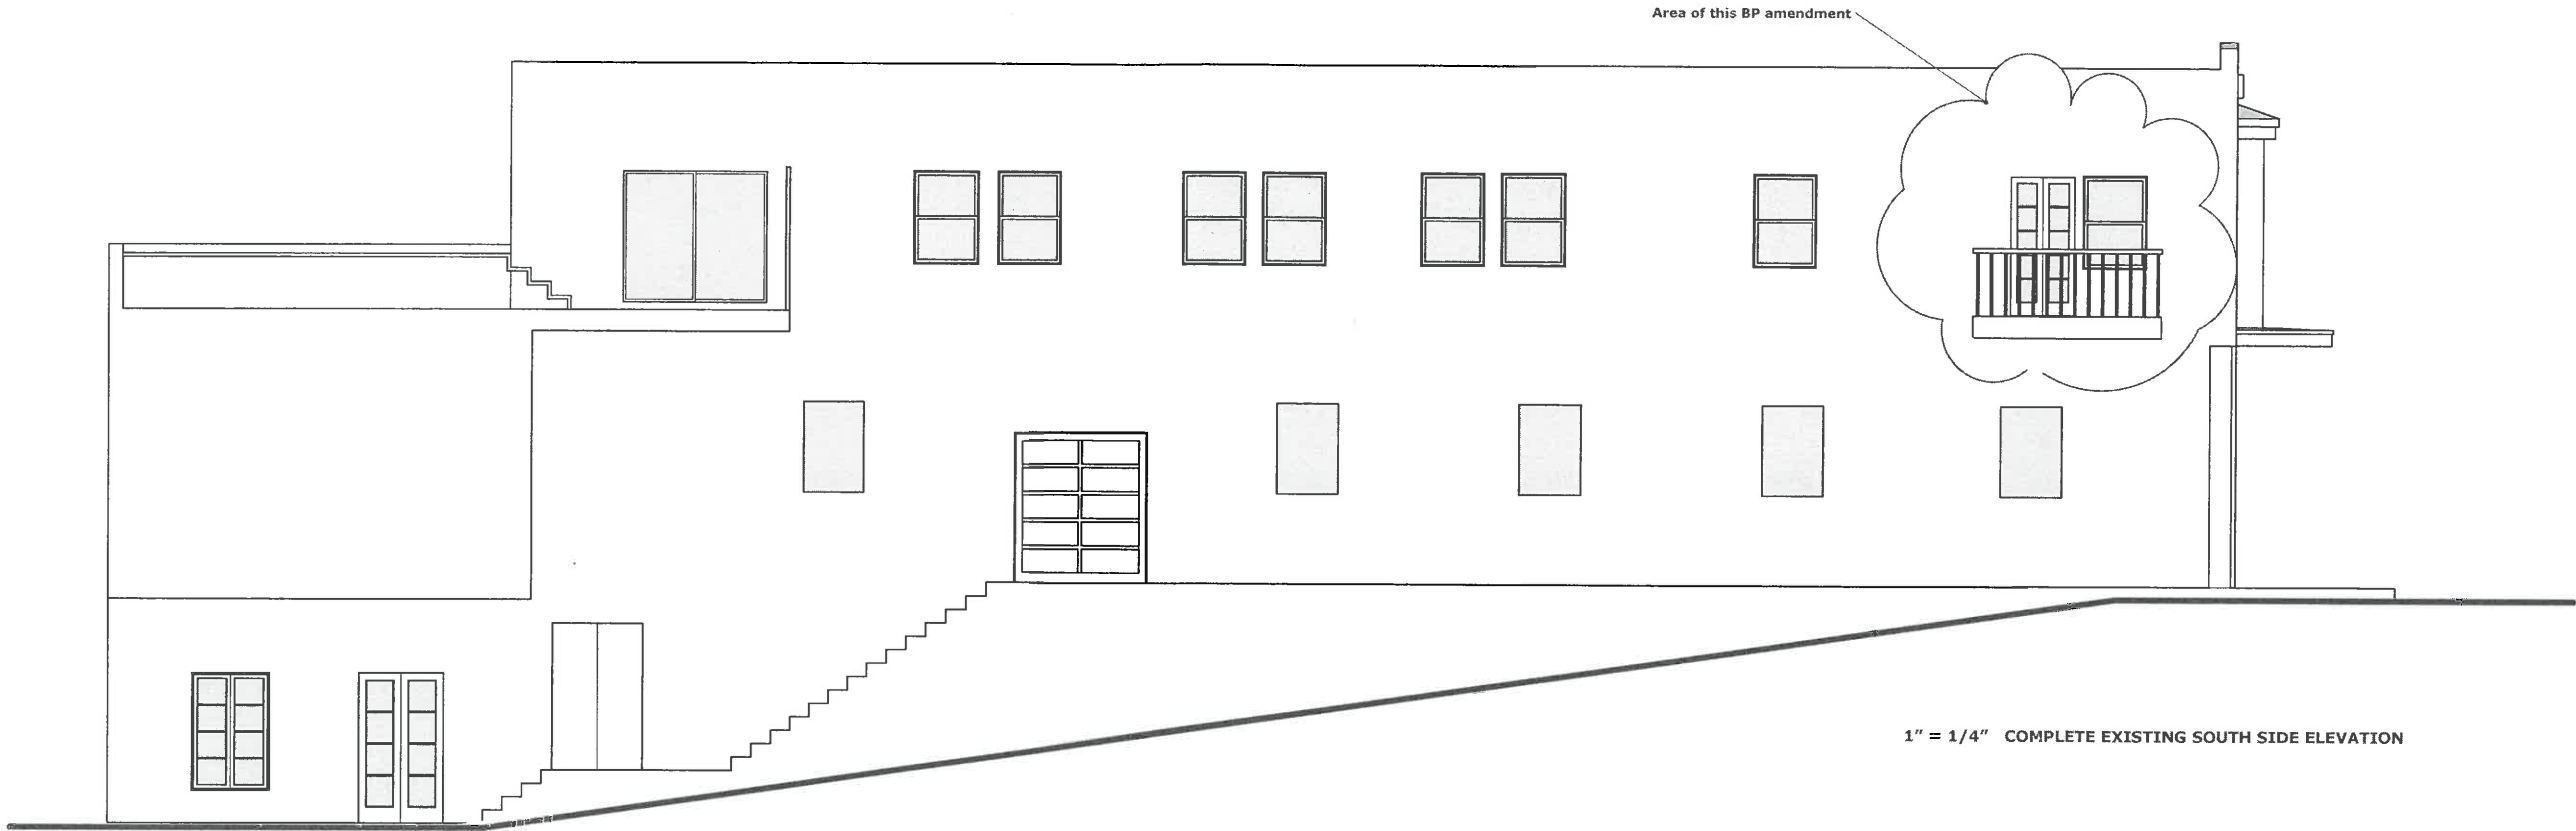 Area of this BP amendment
1" = 1/4" COMPLETE EXISTING SOUTH SIDE ELEVATION